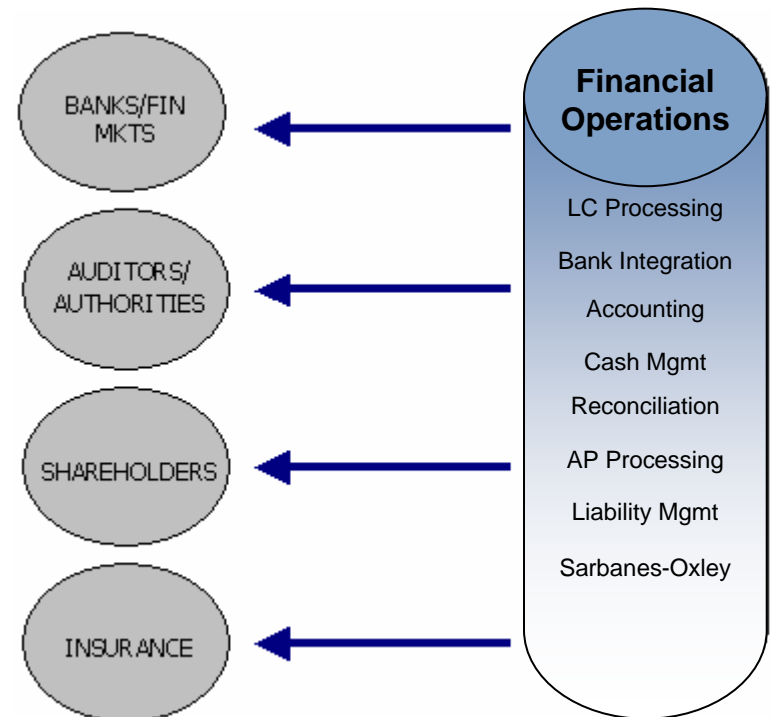 BANKS/FIN
MKTS
AUDITORS/
AUTHORITIES
SHAREHOLDERS
INSURANCE
Financial
Operations
LC Processing
Bank Integration
Accounting
Cash Mgmt
Reconciliation
AP Processing
Liability Mgmt
Sarbanes-Oxley